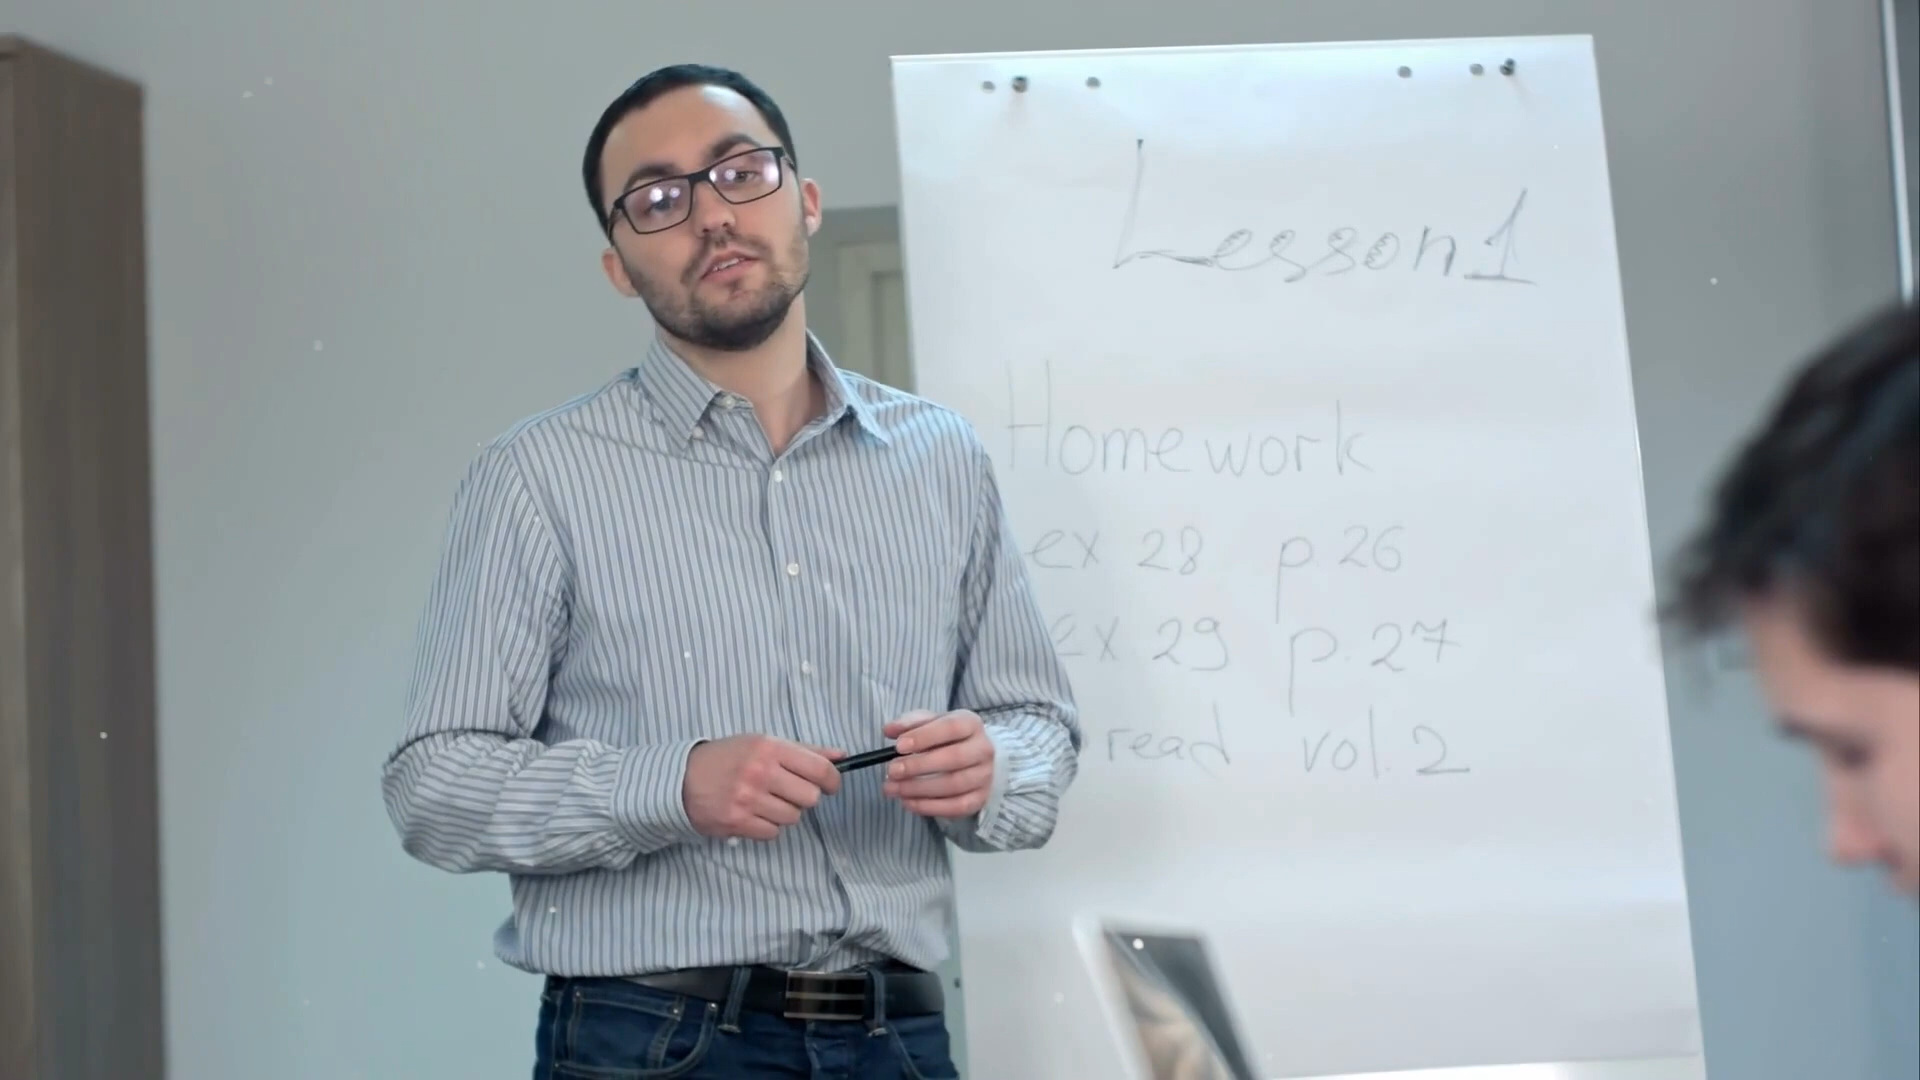 Lesson 1
Homework
ex 28 p. 26
ex 29 p. 27
read vol. 2